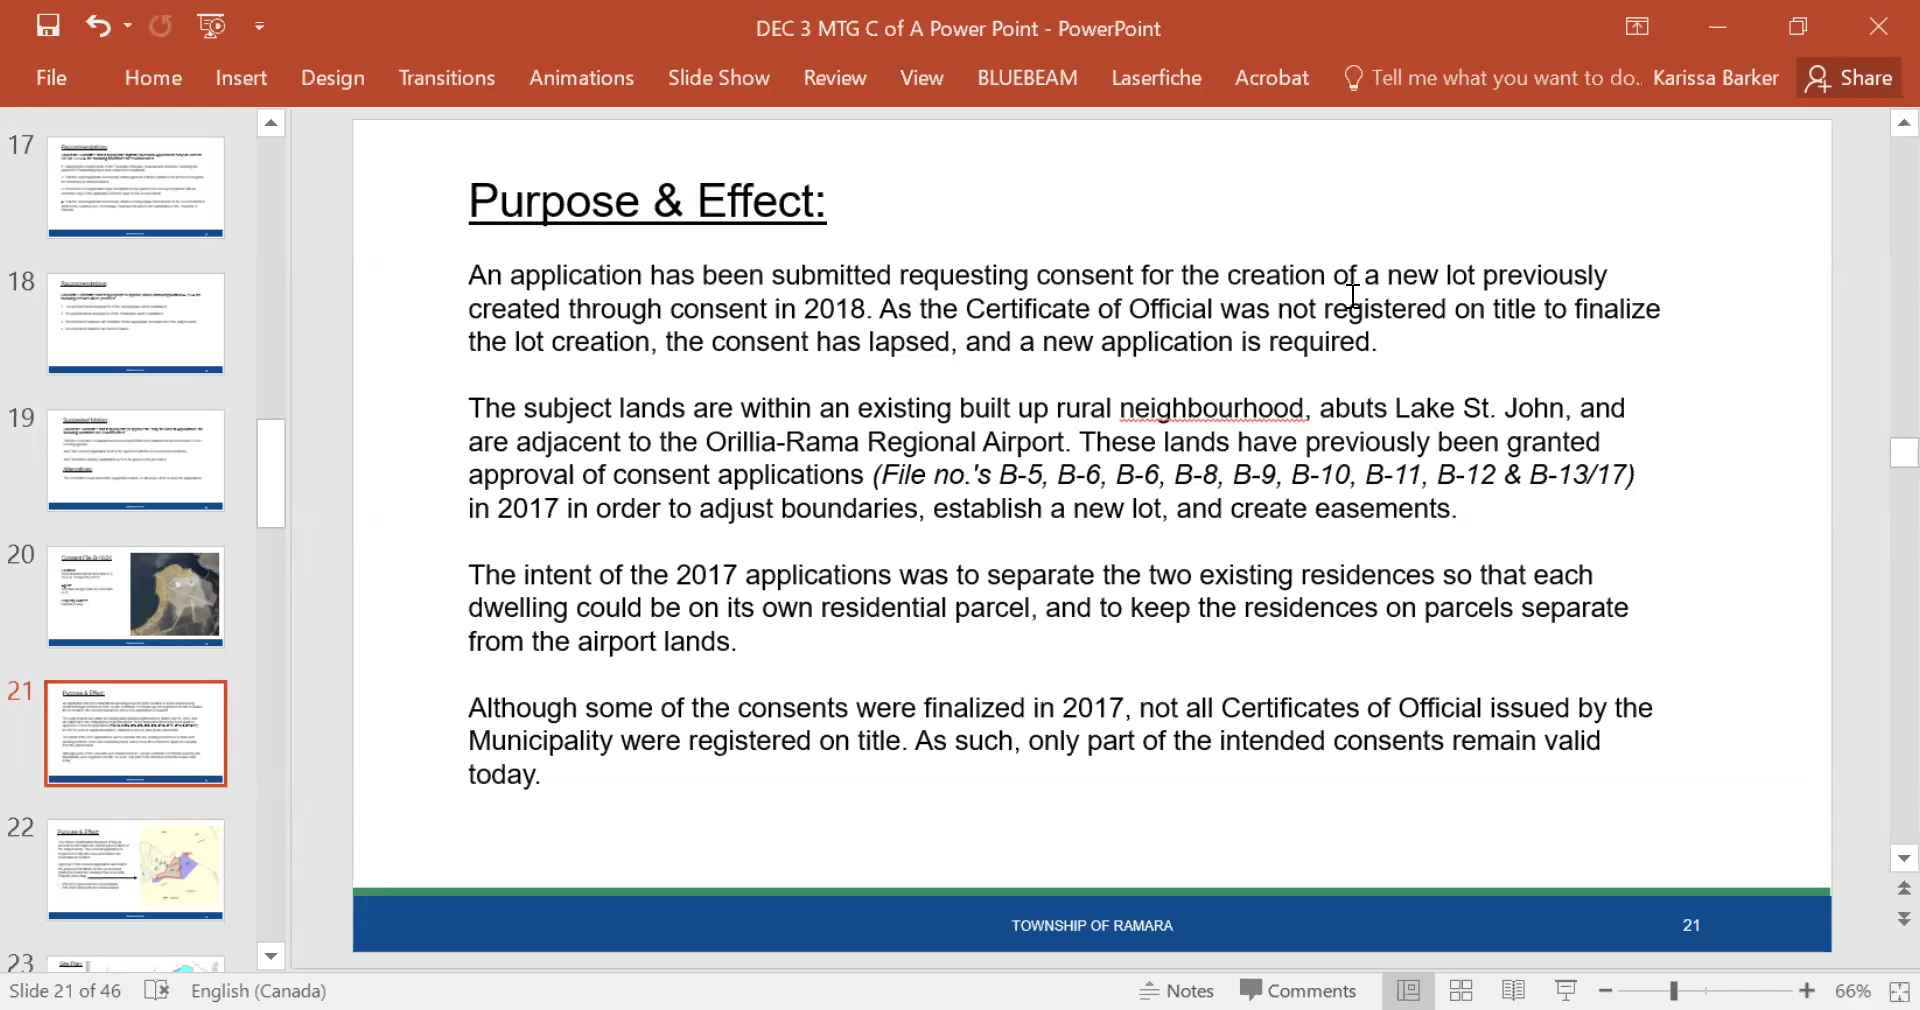 DEC 3 MTG C of A Power Point - PowerPoint
File Home Insert Design Transitions Animations Slide Show Review View BLUEBEAM Laserfiche Acrobat Tell me what you want to do.. Karissa Barker Share
17
Recommendations:
18
Recommendations:
19
Suggested Motion:
Alternatives:
20
21
Purpose & Effect:
22
Purpose & Effect:
23
Site Plan:
Purpose & Effect:
An application has been submitted requesting consent for the creation of a new lot previously
created through consent in 2018. As the Certificate of Official was not registered on title to finalize
the lot creation, the consent has lapsed, and a new application is required.
The subject lands are within an existing built up rural neighbourhood, abuts Lake St. John, and
are adjacent to the Orillia-Rama Regional Airport. These lands have previously been granted
approval of consent applications (File no.'s B-5, B-6, B-6, B-8, B-9, B-10, B-11, B-12 & B-13/17)
in 2017 in order to adjust boundaries, establish a new lot, and create easements.
The intent of the 2017 applications was to separate the two existing residences so that each
dwelling could be on its own residential parcel, and to keep the residences on parcels separate
from the airport lands.
Although some of the consents were finalized in 2017, not all Certificates of Official issued by the
Municipality were registered on title. As such, only part of the intended consents remain valid
today.
TOWNSHIP OF RAMARA 21
Slide 21 of 46 English (Canada) Notes Comments 66%